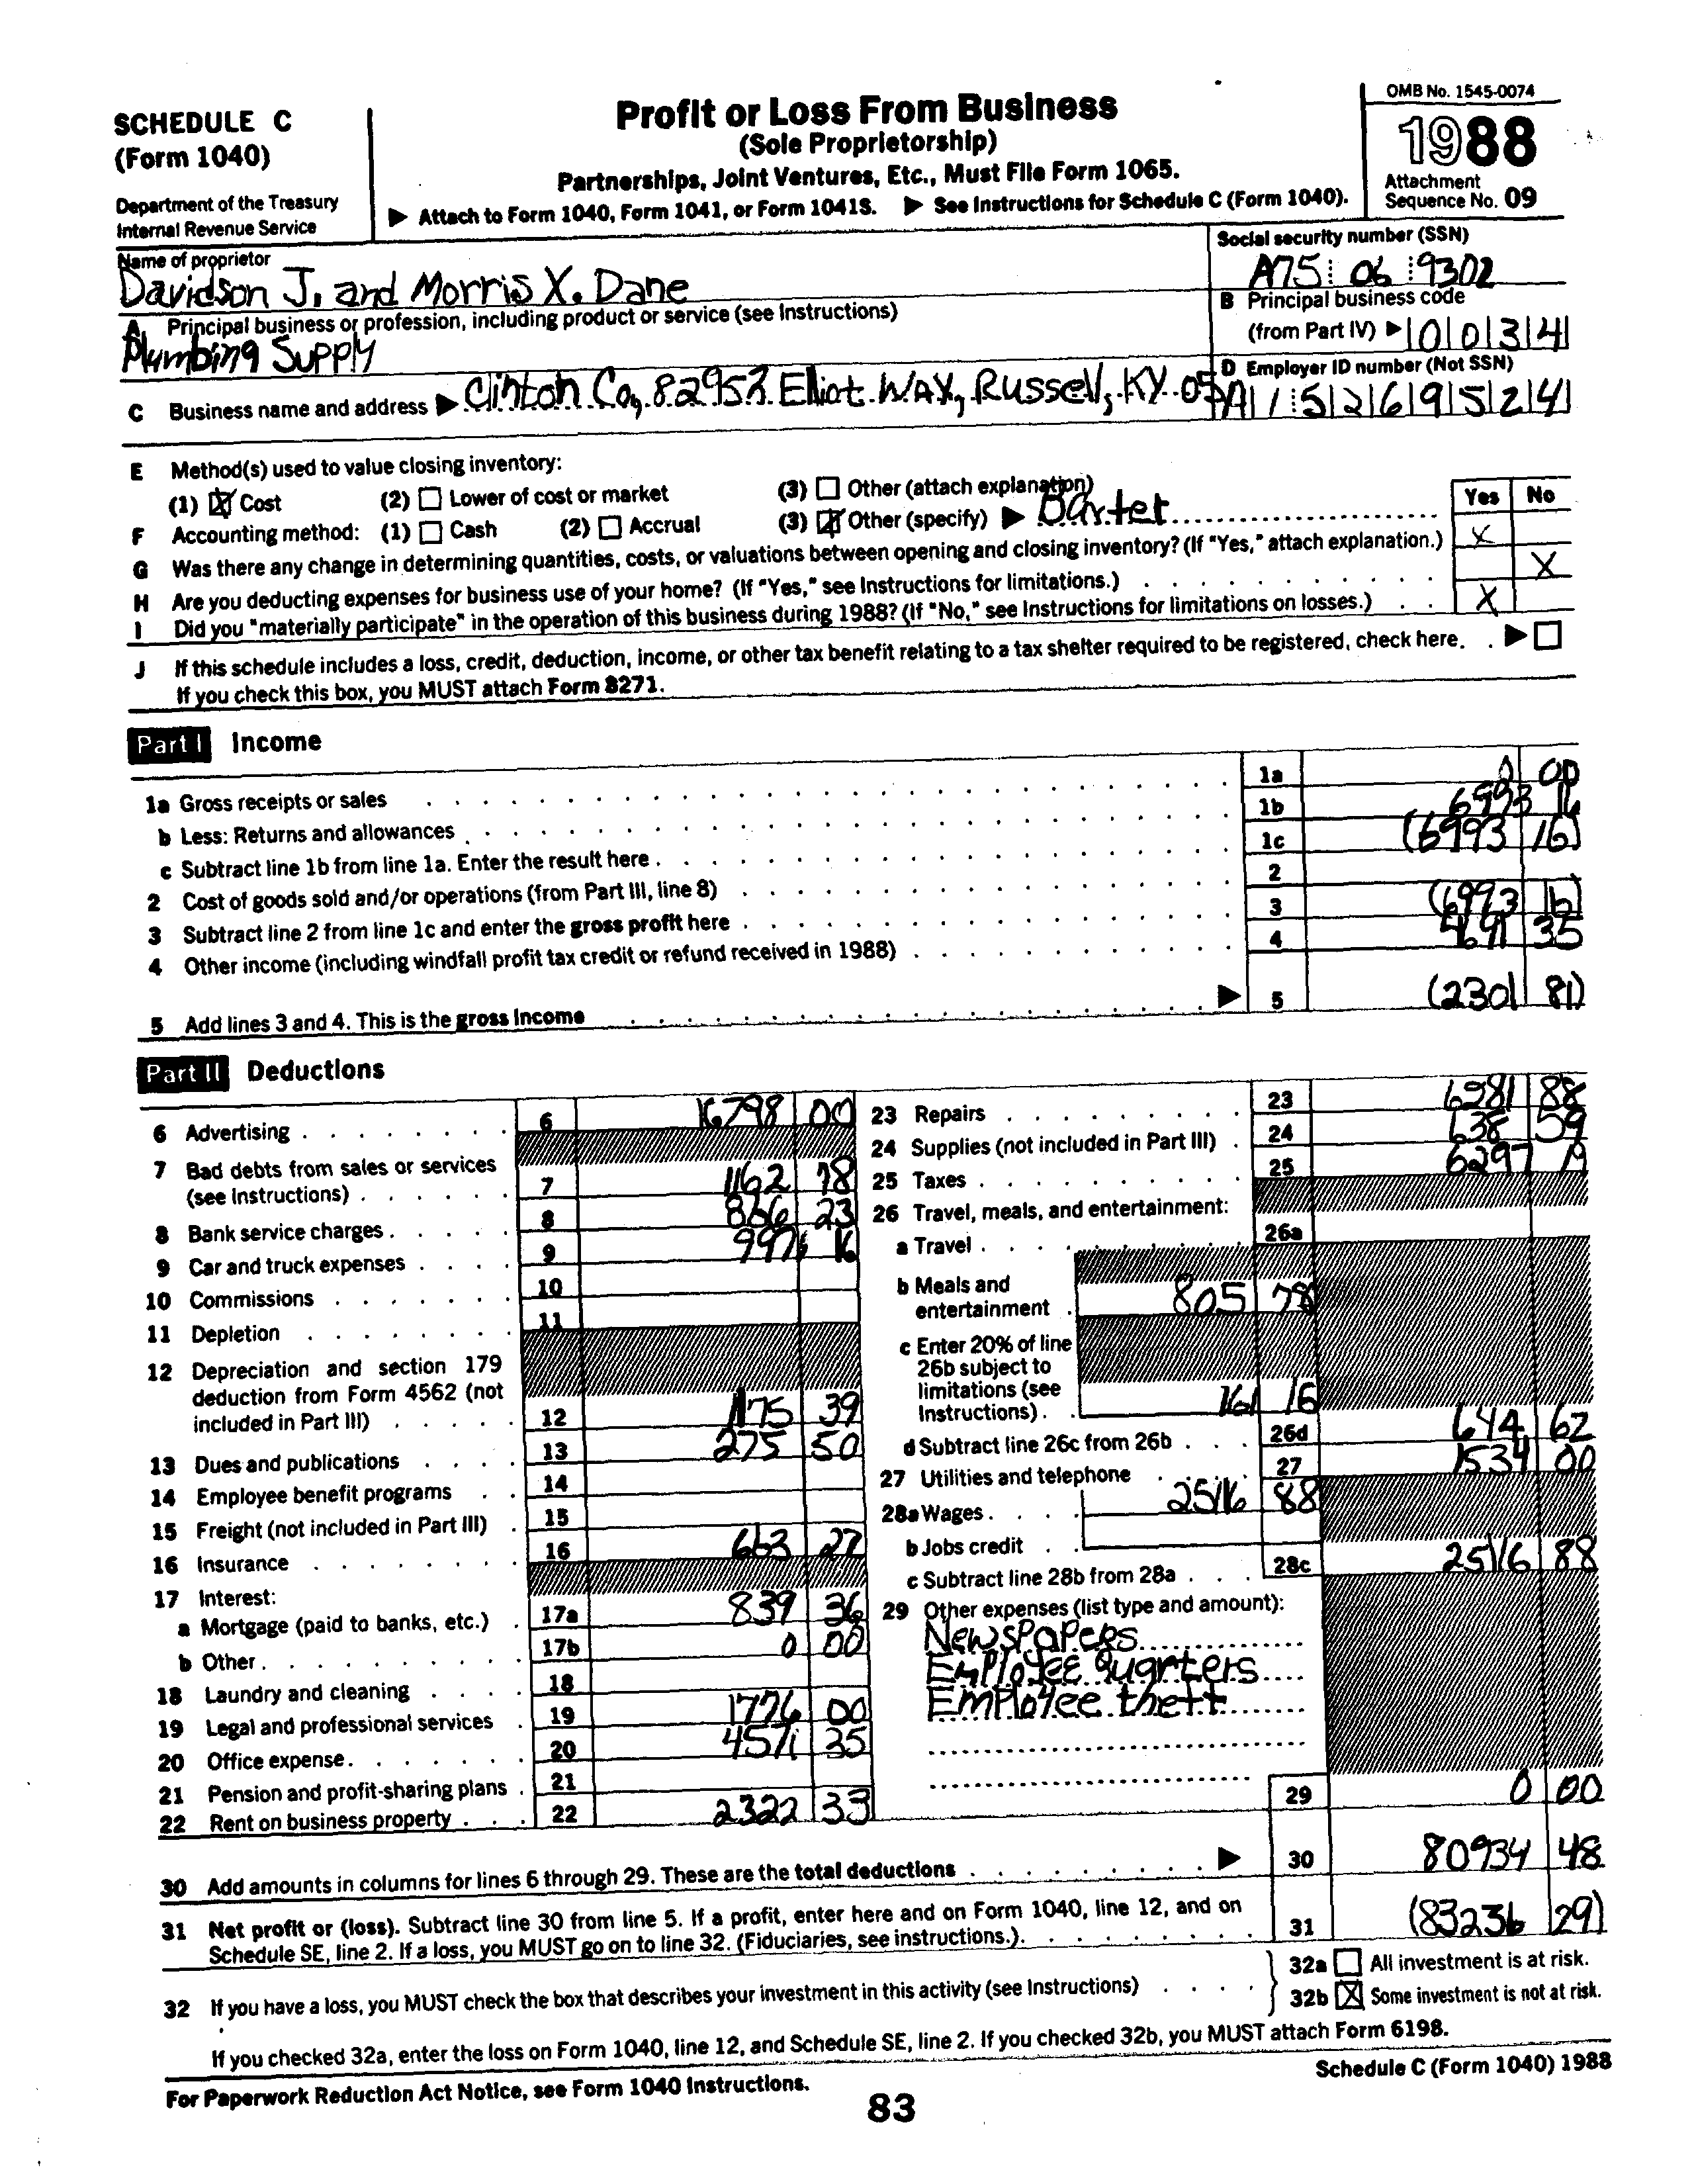 SCHEDULE C
(Form 1040)
Department of the Treasury
Internal Revenue Service
Profit or Loss From Business
(Sole Proprietorship)
Partnerships, Joint Ventures, Etc., Must File Form 1065.
▶ Attach to Form 1040, Form 1041, or Form 1041S. ▶ See Instructions for Schedule C (Form 1040).
OMB No. 1545-0074
1988
Attachment
Sequence No. 09
Name of proprietor
Davidson J. and Morris X. Dane
Social security number (SSN)
A75 06 9302
A Principal business or profession, including product or service (see Instructions)
Plumbing Supply
B Principal business code
(from Part IV) ▶ 0034
C Business name and address ▶ Clinton Co, 82953 Eliot WAY, Russell, KY 05
D Employer ID number (Not SSN)
A1 5269524
E Method(s) used to value closing inventory:
(1) ☒ Cost (2) ☐ Lower of cost or market (3) ☐ Other (attach explanation)
F Accounting method: (1) ☐ Cash (2) ☐ Accrual (3) ☒ Other (specify) ▶ Barter
Yes No
G Was there any change in determining quantities, costs, or valuations between opening and closing inventory? (If "Yes," attach explanation.) X
H Are you deducting expenses for business use of your home? (If "Yes," see Instructions for limitations.) X
I Did you "materially participate" in the operation of this business during 1988? (If "No," see Instructions for limitations on losses.) X
J If this schedule includes a loss, credit, deduction, income, or other tax benefit relating to a tax shelter required to be registered, check here. ▶ ☐
If you check this box, you MUST attach Form 8271.
Part I Income
1a Gross receipts or sales 1a 0 00
b Less: Returns and allowances 1b 6993 16
c Subtract line 1b from line 1a. Enter the result here 1c (6993 16)
2 Cost of goods sold and/or operations (from Part III, line 8) 2
3 Subtract line 2 from line 1c and enter the gross profit here 3 (6993 16)
4 Other income (including windfall profit tax credit or refund received in 1988) 4 4691 35
5 Add lines 3 and 4. This is the gross income ▶ 5 (2301 81)
Part II Deductions
6 Advertising 6 16798 00
7 Bad debts from sales or services
(see Instructions) 7 1162 78
8 Bank service charges 8 866 23
9 Car and truck expenses 9 9976 16
10 Commissions 10
11 Depletion 11
12 Depreciation and section 179
deduction from Form 4562 (not
included in Part III) 12 1175 39
13 Dues and publications 13 275 50
14 Employee benefit programs 14
15 Freight (not included in Part III) 15
16 Insurance 16 663 27
17 Interest:
a Mortgage (paid to banks, etc.) 17a 839 36
b Other 17b 0 00
18 Laundry and cleaning 18
19 Legal and professional services 19 1776 00
20 Office expense 20 4571 35
21 Pension and profit-sharing plans 21
22 Rent on business property 22 2322 33
23 Repairs 23 6981 88
24 Supplies (not included in Part III) 24 638 59
25 Taxes 25 6297
26 Travel, meals, and entertainment:
a Travel 26a
b Meals and
entertainment 805 78
c Enter 20% of line
26b subject to
limitations (see
Instructions) 161 16
d Subtract line 26c from 26b 26d 644 62
27 Utilities and telephone 27 1534 00
28a Wages 25116 88
b Jobs credit
c Subtract line 28b from 28a 28c 25116 88
29 Other expenses (list type and amount):
Newspapers
Employee quarters
Employee theft
29 0 00
30 Add amounts in columns for lines 6 through 29. These are the total deductions ▶ 30 80934 48
31 Net profit or (loss). Subtract line 30 from line 5. If a profit, enter here and on Form 1040, line 12, and on
Schedule SE, line 2. If a loss, you MUST go on to line 32. (Fiduciaries, see instructions.) 31 (83236 29)
32 If you have a loss, you MUST check the box that describes your investment in this activity (see Instructions)
32a ☐ All investment is at risk.
32b ☒ Some investment is not at risk.
If you checked 32a, enter the loss on Form 1040, line 12, and Schedule SE, line 2. If you checked 32b, you MUST attach Form 6198.
For Paperwork Reduction Act Notice, see Form 1040 Instructions.
Schedule C (Form 1040) 1988
83